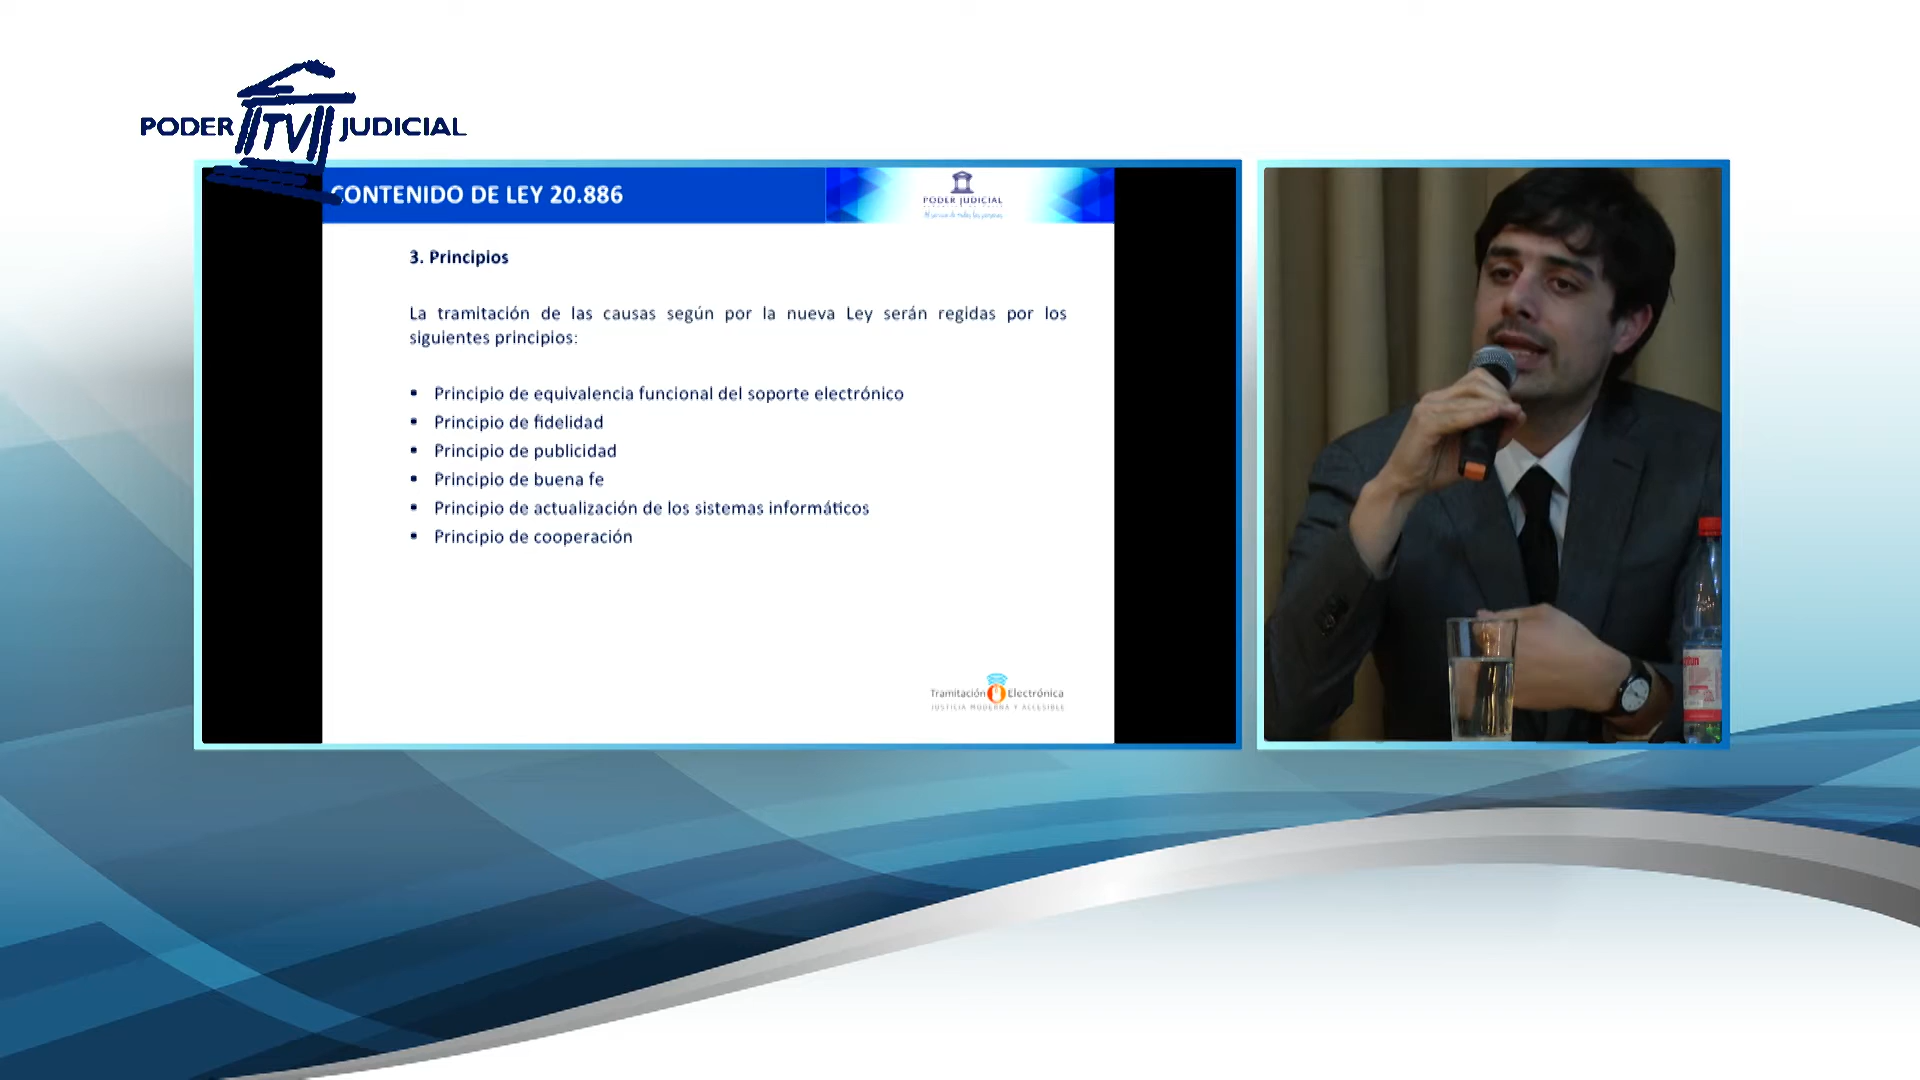 PODER TV JUDICIAL
CONTENIDO DE LEY 20.886
PODER JUDICIAL
3. Principios
La tramitación de las causas según por la nueva Ley serán regidas por los
siguientes principios:
▪ Principio de equivalencia funcional del soporte electrónico
▪ Principio de fidelidad
▪ Principio de publicidad
▪ Principio de buena fe
▪ Principio de actualización de los sistemas informáticos
▪ Principio de cooperación
Tramitación Electrónica
JUSTICIA MODERNA Y ACCESIBLE